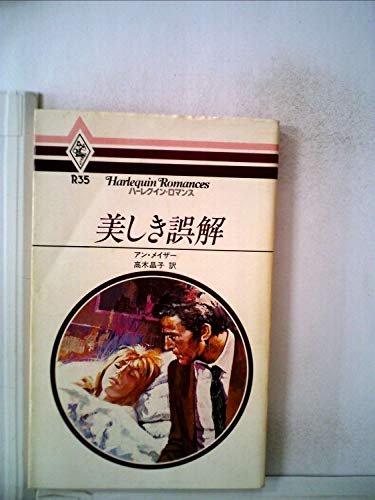 R35
Harlequin Romances
ハーレクイン・ロマンス
美しき誤解
アン・メイザー
高木晶子 訳